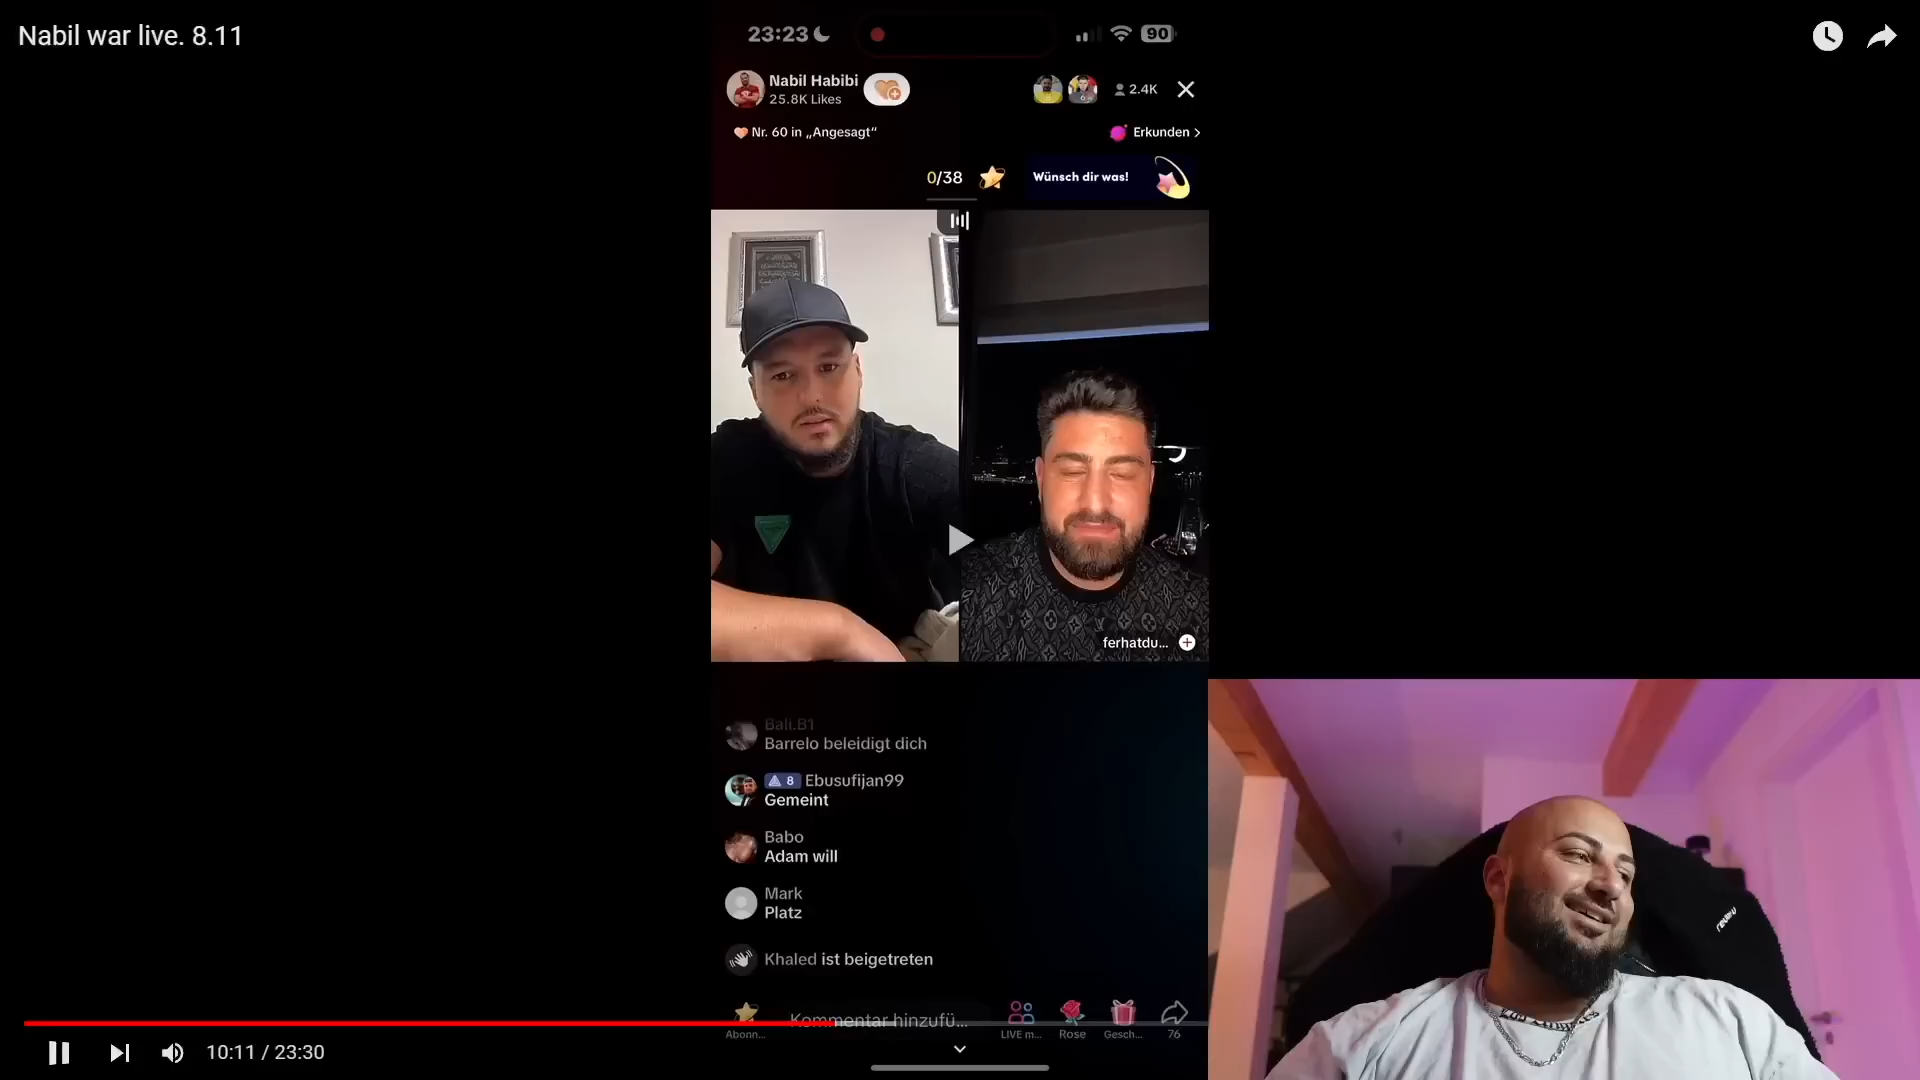 Nabil war live. 8.11
23:23
90
Nabil Habibi
25.8K Likes
2.4K
Nr. 60 in „Angesagt“
Erkunden
0/38
Wünsch dir was!
ferhatdu...
Bali.B1
Barrelo beleidigt dich
8 Ebusufijan99
Gemeint
Babo
Adam will
Mark
Platz
Khaled ist beigetreten
Kommentar hinzufü...
Abonn...
LIVE m...
Rose
Gesch...
76
10:11 / 23:30